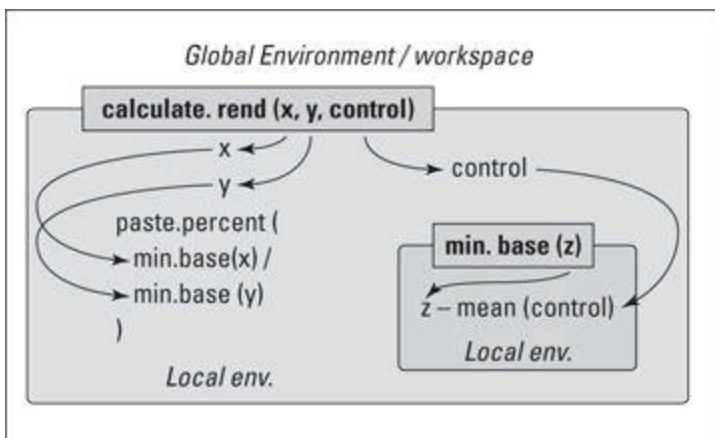 Global Environment / workspace
calculate. rend (x, y, control)
x
y
paste.percent (
min.base(x) /
min.base (y)
)
Local env.
control
min. base (z)
z – mean (control)
Local env.